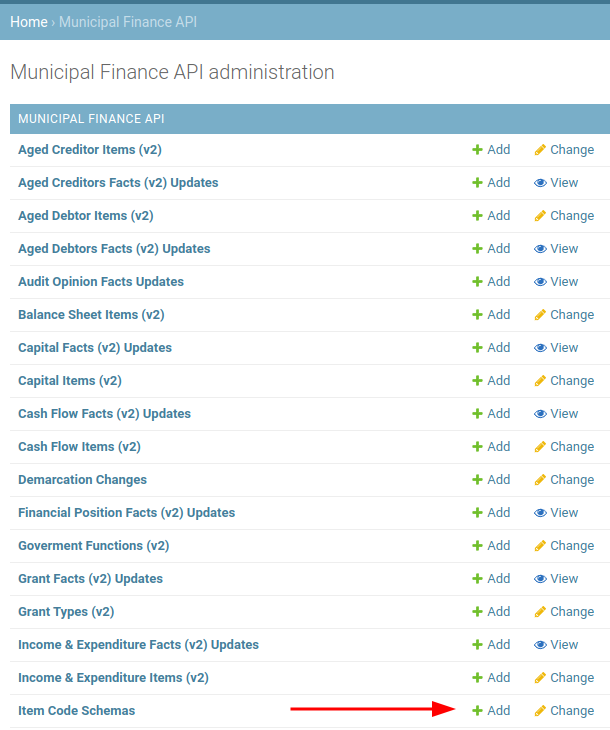 Home › Municipal Finance API
Municipal Finance API administration
MUNICIPAL FINANCE API
Aged Creditor Items (v2) Add Change
Aged Creditors Facts (v2) Updates Add View
Aged Debtor Items (v2) Add Change
Aged Debtors Facts (v2) Updates Add View
Audit Opinion Facts Updates Add View
Balance Sheet Items (v2) Add Change
Capital Facts (v2) Updates Add View
Capital Items (v2) Add Change
Cash Flow Facts (v2) Updates Add View
Cash Flow Items (v2) Add Change
Demarcation Changes Add Change
Financial Position Facts (v2) Updates Add View
Goverment Functions (v2) Add Change
Grant Facts (v2) Updates Add View
Grant Types (v2) Add Change
Income & Expenditure Facts (v2) Updates Add View
Income & Expenditure Items (v2) Add Change
Item Code Schemas Add Change